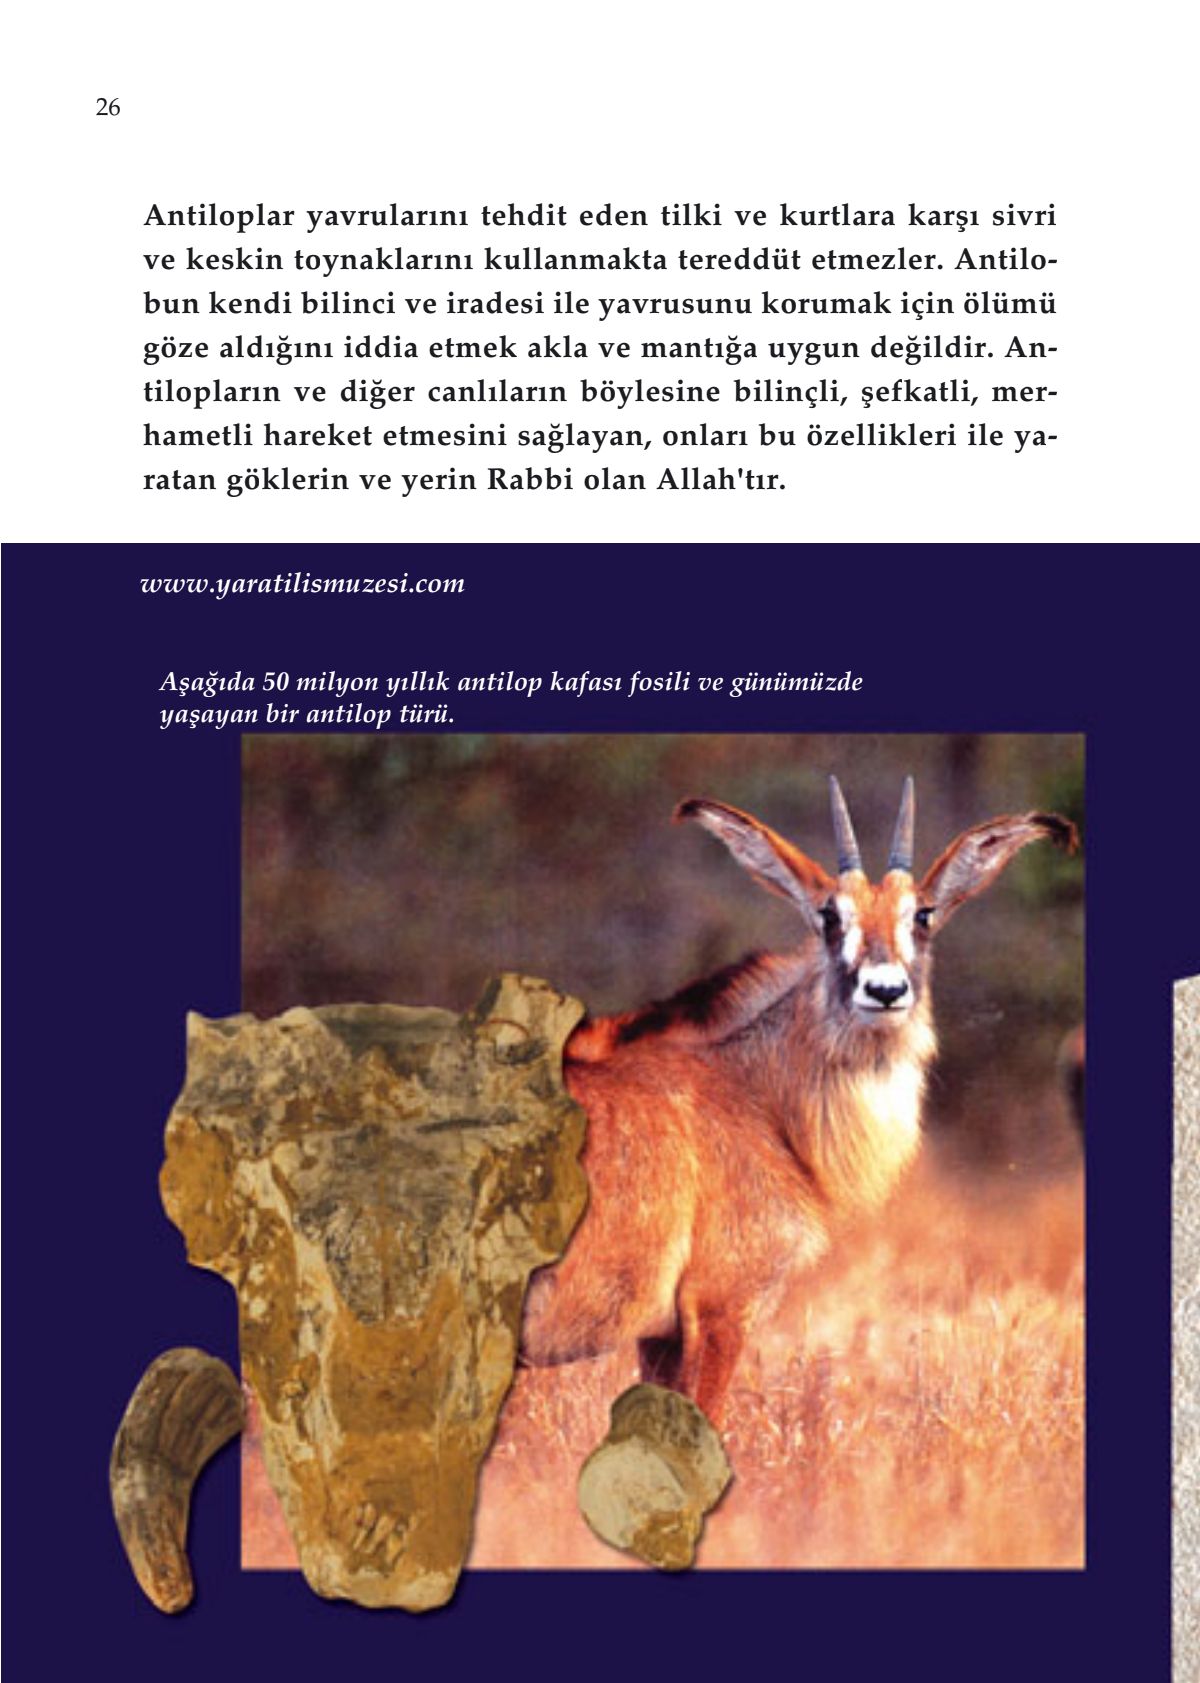 26
Antiloplar yavrularını tehdit eden tilki ve kurtlara karşı sivri
ve keskin toynaklarını kullanmakta tereddüt etmezler. Antilo-
bun kendi bilinci ve iradesi ile yavrusunu korumak için ölümü
göze aldığını iddia etmek akla ve mantığa uygun değildir. An-
tilopların ve diğer canlıların böylesine bilinçli, şefkatli, mer-
hametli hareket etmesini sağlayan, onları bu özellikleri ile ya-
ratan göklerin ve yerin Rabbi olan Allah'tır.
www.yaratilismuzesi.com
Aşağıda 50 milyon yıllık antilop kafası fosili ve günümüzde
yaşayan bir antilop türü.